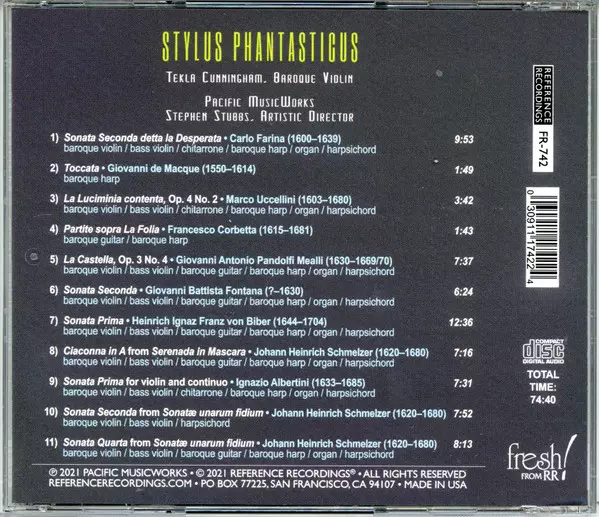 STYLUS PHANTASTICUS
TEKLA CUNNINGHAM, BAROQUE VIOLIN
PACIFIC MUSICWORKS
STEPHEN STUBBS, ARTISTIC DIRECTOR
1) Sonata Seconda detta la Desperata • Carlo Farina (1600–1639) 9:53
baroque violin / bass violin / chitarrone / baroque harp / organ / harpsichord
2) Toccata • Giovanni de Macque (1550–1614) 1:49
baroque harp
3) La Luciminia contenta, Op. 4 No. 2 • Marco Uccellini (1603–1680) 3:42
baroque violin / bass violin / chitarrone / baroque harp / organ / harpsichord
4) Partite sopra La Folia • Francesco Corbetta (1615–1681) 1:43
baroque guitar / baroque harp
5) La Castella, Op. 3 No. 4 • Giovanni Antonio Pandolfi Mealli (1630–1669/70) 7:37
baroque violin / bass violin / baroque guitar / baroque harp / organ / harpsichord
6) Sonata Seconda • Giovanni Battista Fontana (?–1630) 6:24
baroque violin / bass violin / baroque guitar / baroque harp / organ / harpsichord
7) Sonata Prima • Heinrich Ignaz Franz von Biber (1644–1704) 12:36
baroque violin / bass violin / baroque guitar / baroque harp / organ / harpsichord
8) Ciaconna in A from Serenada in Mascara • Johann Heinrich Schmelzer (1620–1680) 7:16
baroque violin / bass violin / baroque guitar / baroque harp / organ / harpsichord
9) Sonata Prima for violin and continuo • Ignazio Albertini (1633–1685) 7:31
baroque violin / bass violin / chitarrone / baroque harp / organ / harpsichord
10) Sonata Seconda from Sonatæ unarum fidium • Johann Heinrich Schmelzer (1620–1680) 7:52
baroque violin / bass violin / baroque guitar / baroque harp / organ / harpsichord
11) Sonata Quarta from Sonatæ unarum fidium • Johann Heinrich Schmelzer (1620–1680) 8:13
baroque violin / bass violin / baroque guitar / baroque harp / organ / harpsichord
℗ 2021 PACIFIC MUSICWORKS • © 2021 REFERENCE RECORDINGS® • ALL RIGHTS RESERVED
REFERENCERECORDINGS.COM • PO BOX 77225, SAN FRANCISCO, CA 94107 • MADE IN USA
REFERENCE
RECORDINGS
FR-742
0 30911 17422 4
COMPACT
disc
DIGITAL AUDIO
TOTAL
TIME:
74:40
fresh!
FROM RR